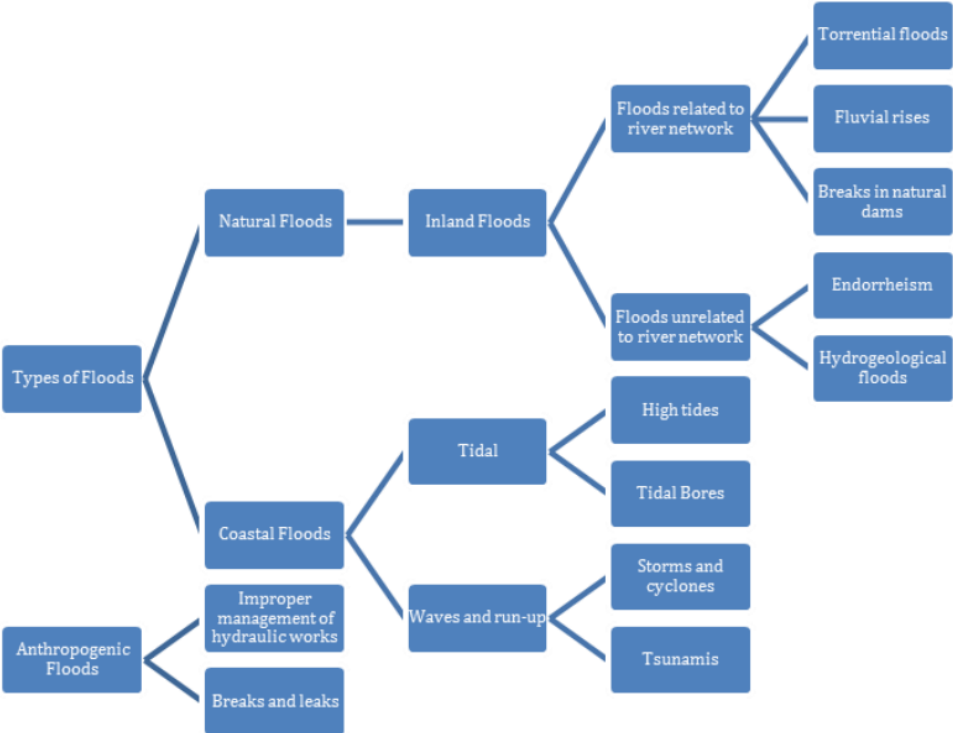 Types of Floods
Natural Floods
Inland Floods
Floods related to
river network
Torrential floods
Fluvial rises
Breaks in natural
dams
Floods unrelated
to river network
Endorrheism
Hydrogeological
floods
Coastal Floods
Tidal
High tides
Tidal Bores
Waves and run-up
Storms and
cyclones
Tsunamis
Anthropogenic
Floods
Improper
management of
hydraulic works
Breaks and leaks